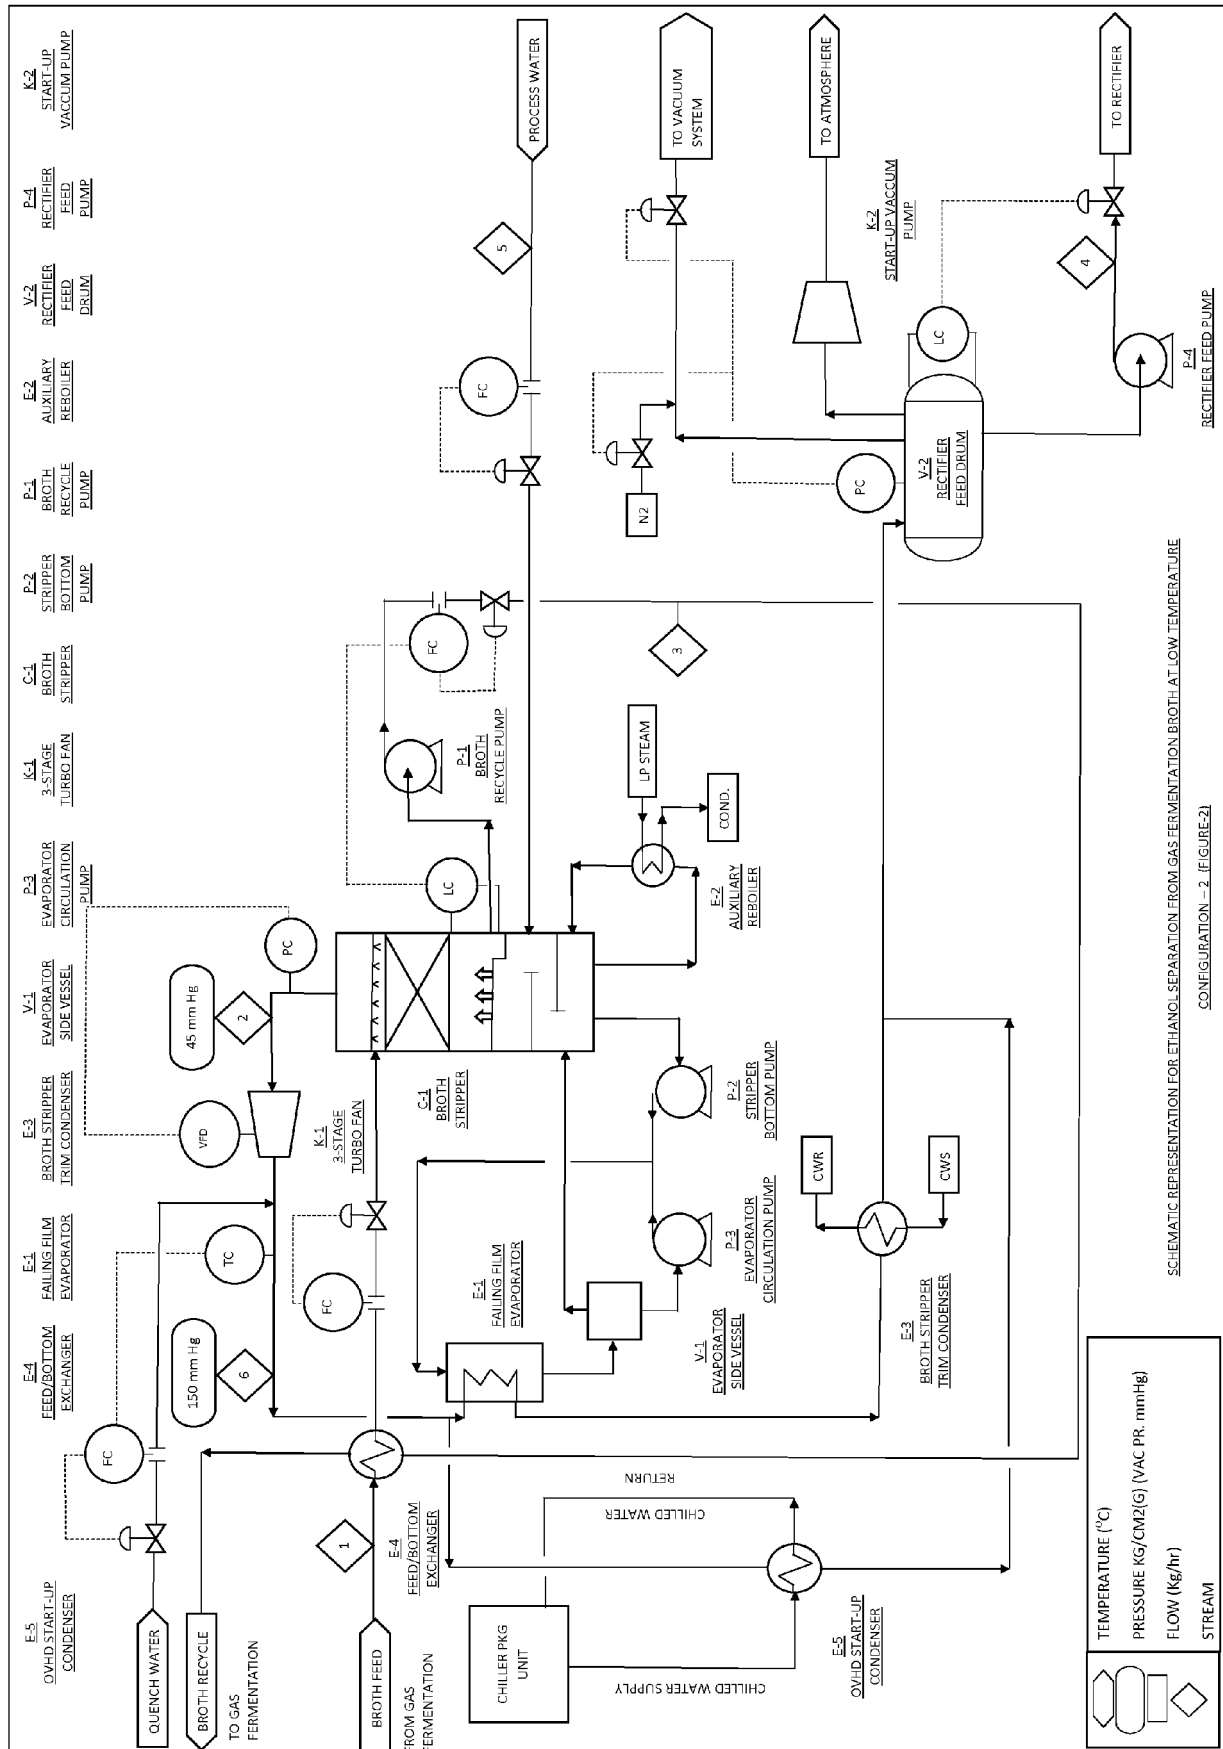 E-5
OVHD START-UP
CONDENSER
E-4
FEED/BOTTOM
EXCHANGER
E-1
FAILING FILM
EVAPORATOR
E-3
BROTH STRIPPER
TRIM CONDENSER
V-1
EVAPORATOR
SIDE VESSEL
P-3
EVAPORATOR
CIRCULATION
PUMP
K-1
3-STAGE
TURBO FAN
C-1
BROTH
STRIPPER
P-2
STRIPPER
BOTTOM
PUMP
P-1
BROTH
RECYCLE
PUMP
E-2
AUXILIARY
REBOILER
V-2
RECTIFIER
FEED
DRUM
P-4
RECTIFIER
FEED
PUMP
K-2
START-UP
VACCUM PUMP
QUENCH WATER
FC
150 mm Hg
6
TC
VFD
45 mm Hg
2
PC
BROTH RECYCLE
TO GAS
FERMENTATION
BROTH FEED
FROM GAS
FERMENTATION
1
E-4
FEED/BOTTOM
EXCHANGER
FC
K-1
3-STAGE
TURBO FAN
C-1
BROTH
STRIPPER
LC
P-1
BROTH
RECYCLE PUMP
FC
FC
5
PROCESS WATER
CHILLER PKG
UNIT
CHILLED WATER
RETURN
CHILLED WATER SUPPLY
E-5
OVHD START-UP
CONDENSER
E-1
FAILING FILM
EVAPORATOR
V-1
EVAPORATOR
SIDE VESSEL
P-3
EVAPORATOR
CIRCULATION PUMP
P-2
STRIPPER
BOTTOM PUMP
E-2
AUXILIARY
REBOILER
LP STEAM
COND.
3
N2
TO VACUUM
SYSTEM
TO ATMOSPHERE
K-2
START-UP VACCUM
PUMP
E-3
BROTH STRIPPER
TRIM CONDENSER
CWR
CWS
PC
V-2
RECTIFIER
FEED DRUM
LC
4
TO RECTIFIER
P-4
RECTIFIER FEED PUMP
TEMPERATURE (°C)
PRESSURE KG/CM2(G) (VAC PR. mmHg)
FLOW (Kg/hr)
STREAM
SCHEMATIC REPRESENTATION FOR ETHANOL SEPARATION FROM GAS FERMENTATION BROTH AT LOW TEMPERATURE
CONFIGURATION – 2 (FIGURE-2)